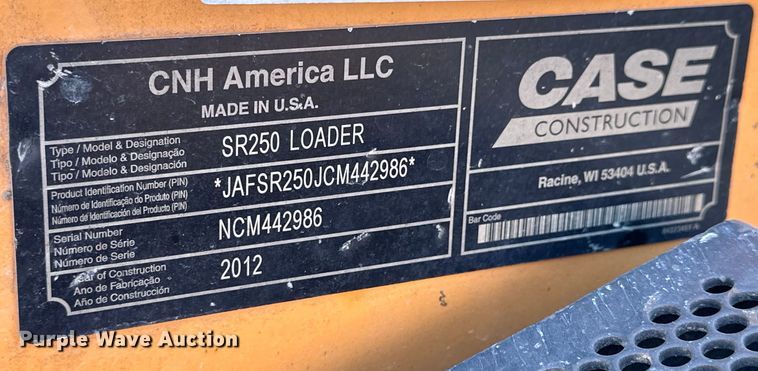 CNH America LLC
MADE IN U.S.A.
Type / Model & Designation
Tipo / Modelo & Designação
Tipo / Modelo & Designación
SR250 LOADER
Product Identification Number (PIN)
Número de Identificação do Produto (PIN)
Número de Identificación del Producto (PIN)
*JAFSR250JCM442986*
Serial Number
Número de Série
Número de Serie
NCM442986
Year of Construction
Ano de Fabricação
Año de Construcción
2012
CASE
CONSTRUCTION
Racine, WI 53404 U.S.A.
Bar Code
Purple Wave Auction